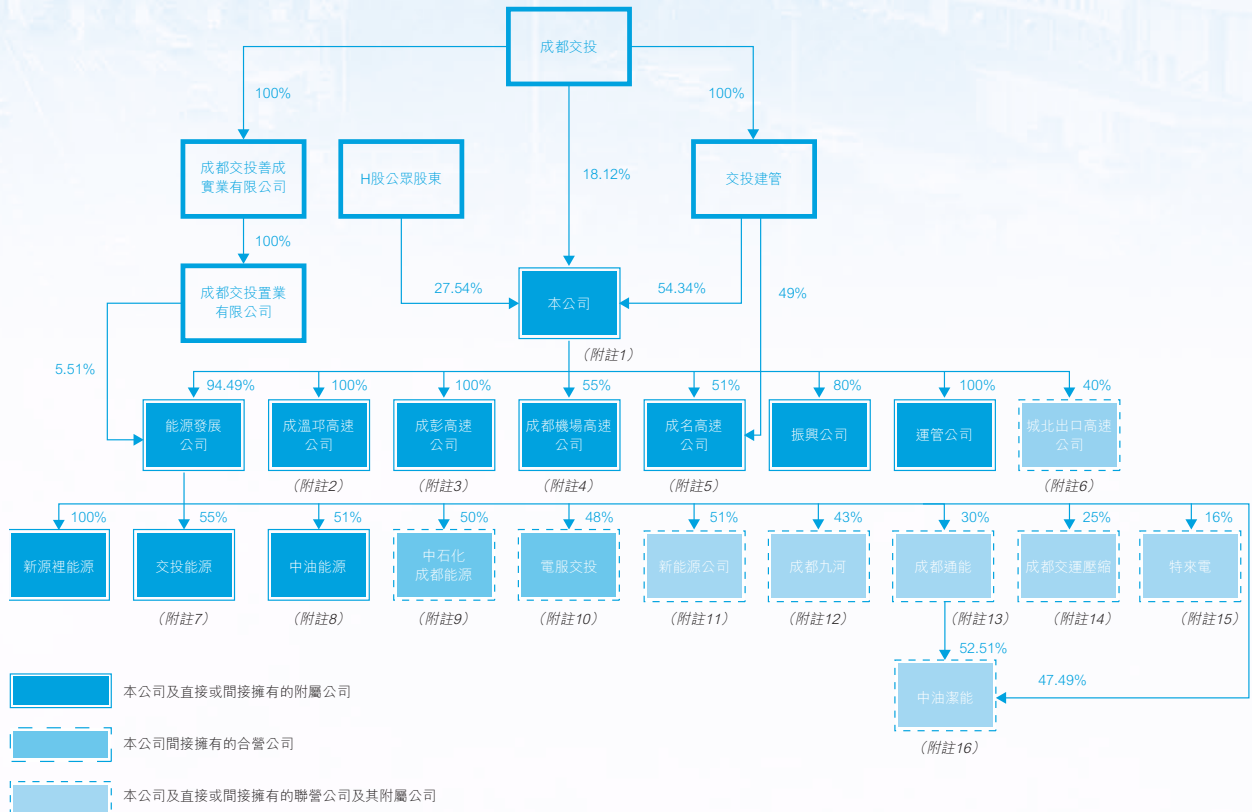 成都交投
100%
100%
成都交投善成
實業有限公司
H股公眾股東
18.12%
交投建管
100%
成都交投置業
有限公司
27.54%
本公司
54.34%
49%
(附註1)
5.51%
94.49%
100%
100%
55%
51%
80%
100%
40%
能源發展
公司
成溫邛高速
公司
成彭高速
公司
成都機場高速
公司
成名高速
公司
振興公司
運管公司
城北出口高速
公司
(附註2)
(附註3)
(附註4)
(附註5)
(附註6)
100%
55%
51%
50%
48%
51%
43%
30%
25%
16%
新源裡能源
交投能源
中油能源
中石化
成都能源
電服交投
新能源公司
成都九河
成都通能
成都交運壓縮
特來電
(附註7)
(附註8)
(附註9)
(附註10)
(附註11)
(附註12)
(附註13)
(附註14)
(附註15)
52.51%
47.49%
中油潔能
(附註16)
本公司及直接或間接擁有的附屬公司
本公司間接擁有的合營公司
本公司及直接或間接擁有的聯營公司及其附屬公司